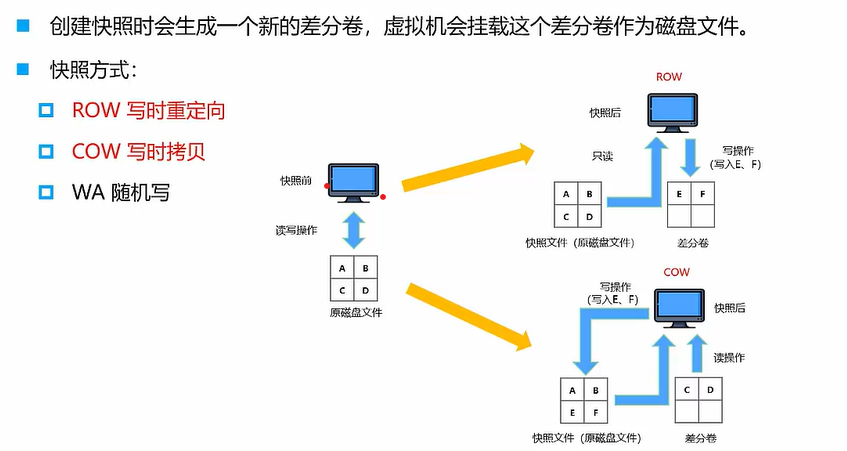 创建快照时会生成一个新的差分卷，虚拟机会挂载这个差分卷作为磁盘文件。
快照方式：
ROW 写时重定向
COW 写时拷贝
WA 随机写
快照前
读写操作
A B
C D
原磁盘文件
ROW
快照后
只读
写操作
(写入E、F)
A B
C D
E F
快照文件（原磁盘文件）
差分卷
COW
写操作
(写入E、F)
快照后
读操作
A B
E F
C D
快照文件（原磁盘文件）
差分卷